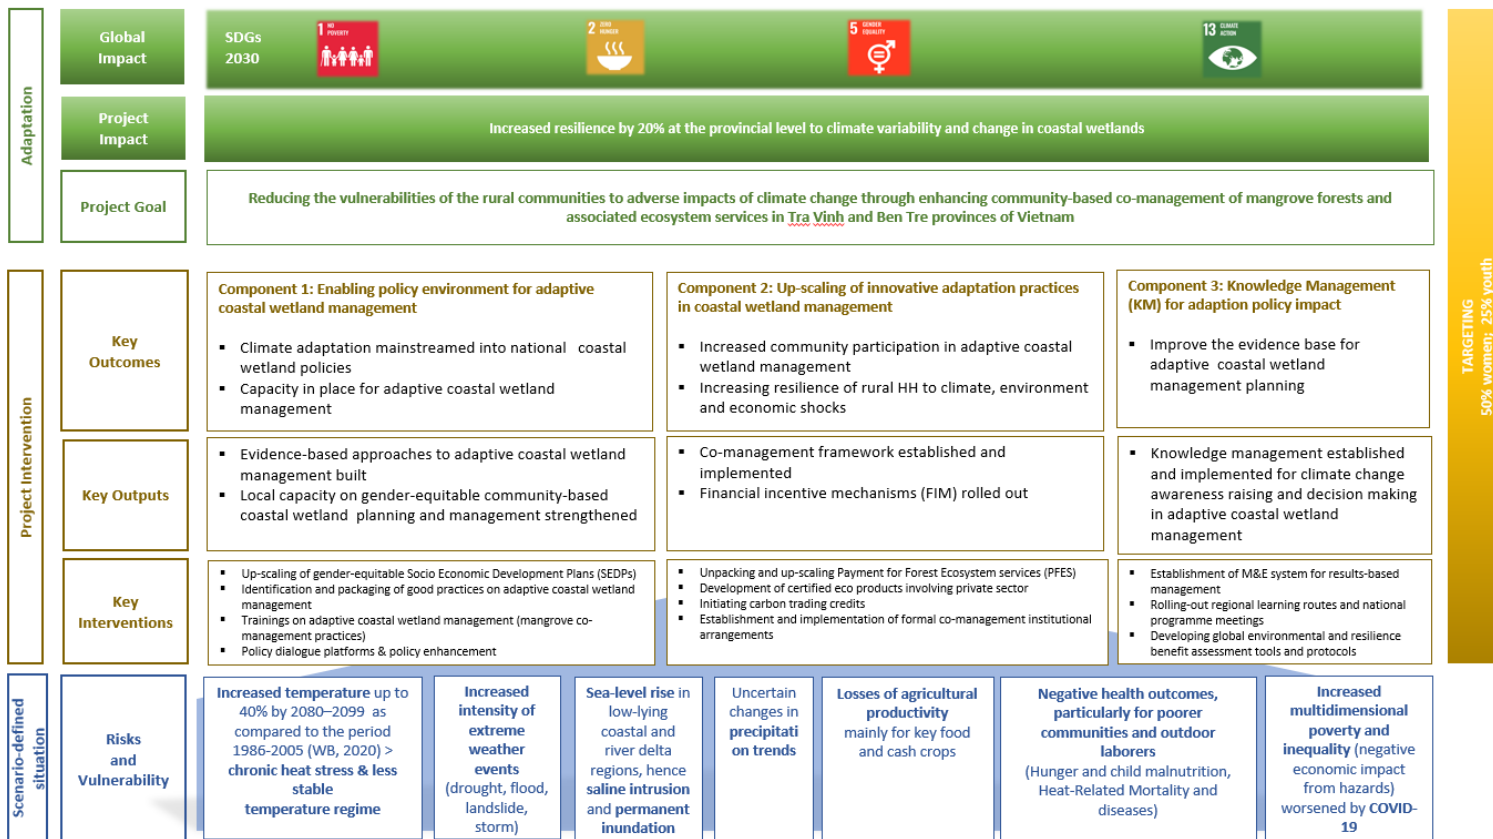 Adaptation
Global
Impact
SDGs
2030
1 NO
POVERTY
2 ZERO
HUNGER
5 GENDER
EQUALITY
13 CLIMATE
ACTION
Project
Impact
Increased resilience by 20% at the provincial level to climate variability and change in coastal wetlands
Project Goal
Reducing the vulnerabilities of the rural communities to adverse impacts of climate change through enhancing community-based co-management of mangrove forests and
associated ecosystem services in Tra Vinh and Ben Tre provinces of Vietnam
TARGETING
50% women; 25% youth
Project Intervention
Key
Outcomes
Component 1: Enabling policy environment for adaptive
coastal wetland management
▪ Climate adaptation mainstreamed into national coastal
wetland policies
▪ Capacity in place for adaptive coastal wetland
management
Component 2: Up-scaling of innovative adaptation practices
in coastal wetland management
▪ Increased community participation in adaptive coastal
wetland management
▪ Increasing resilience of rural HH to climate, environment
and economic shocks
Component 3: Knowledge Management
(KM) for adaption policy impact
▪ Improve the evidence base for
adaptive coastal wetland
management planning
Key Outputs
▪ Evidence-based approaches to adaptive coastal wetland
management built
▪ Local capacity on gender-equitable community-based
coastal wetland planning and management strengthened
▪ Co-management framework established and
implemented
▪ Financial incentive mechanisms (FIM) rolled out
▪ Knowledge management established
and implemented for climate change
awareness raising and decision making
in adaptive coastal wetland
management
Key
Interventions
▪ Up-scaling of gender-equitable Socio Economic Development Plans (SEDPs)
▪ Identification and packaging of good practices on adaptive coastal wetland
management
▪ Trainings on adaptive coastal wetland management (mangrove co-
management practices)
▪ Policy dialogue platforms & policy enhancement
▪ Unpacking and up-scaling Payment for Forest Ecosystem services (PFES)
▪ Development of certified eco products involving private sector
▪ Initiating carbon trading credits
▪ Establishment and implementation of formal co-management institutional
arrangements
▪ Establishment of M&E system for results-based
management
▪ Rolling-out regional learning routes and national
programme meetings
▪ Developing global environmental and resilience
benefit assessment tools and protocols
Scenario-defined
situation
Risks
and
Vulnerability
Increased temperature up to
40% by 2080–2099 as
compared to the period
1986-2005 (WB, 2020) >
chronic heat stress & less
stable
temperature regime
Increased
intensity of
extreme
weather
events
(drought, flood,
landslide,
storm)
Sea-level rise in
low-lying
coastal and
river delta
regions, hence
saline intrusion
and permanent
inundation
Uncertain
changes in
precipitati
on trends
Losses of agricultural
productivity
mainly for key food
and cash crops
Negative health outcomes,
particularly for poorer
communities and outdoor
laborers
(Hunger and child malnutrition,
Heat-Related Mortality and
diseases)
Increased
multidimensional
poverty and
inequality (negative
economic impact
from hazards)
worsened by COVID-
19